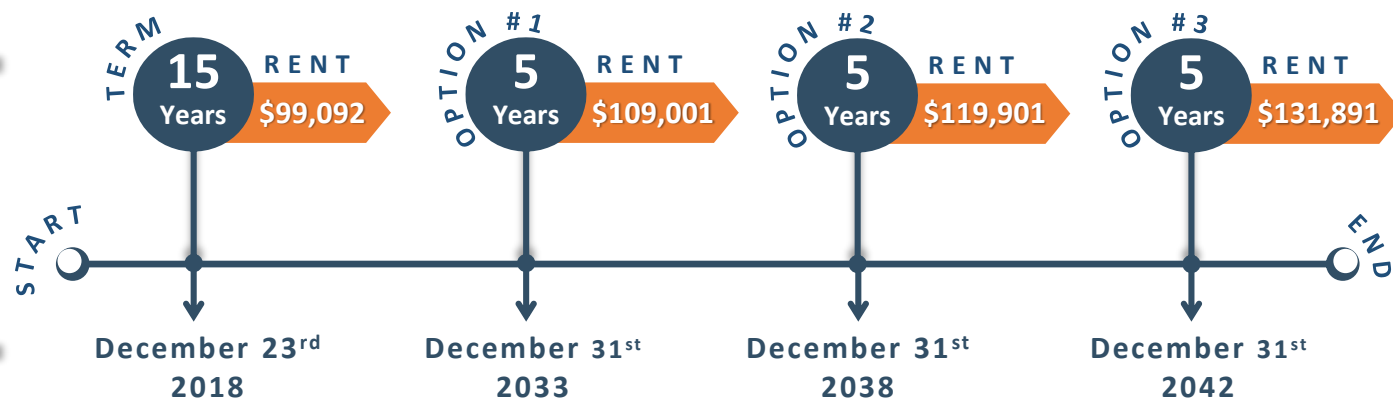 TERM
15
Years
RENT
$99,092
OPTION #1
5
Years
RENT
$109,001
OPTION #2
5
Years
RENT
$119,901
OPTION #3
5
Years
RENT
$131,891
START
END
December 23rd
2018
December 31st
2033
December 31st
2038
December 31st
2042